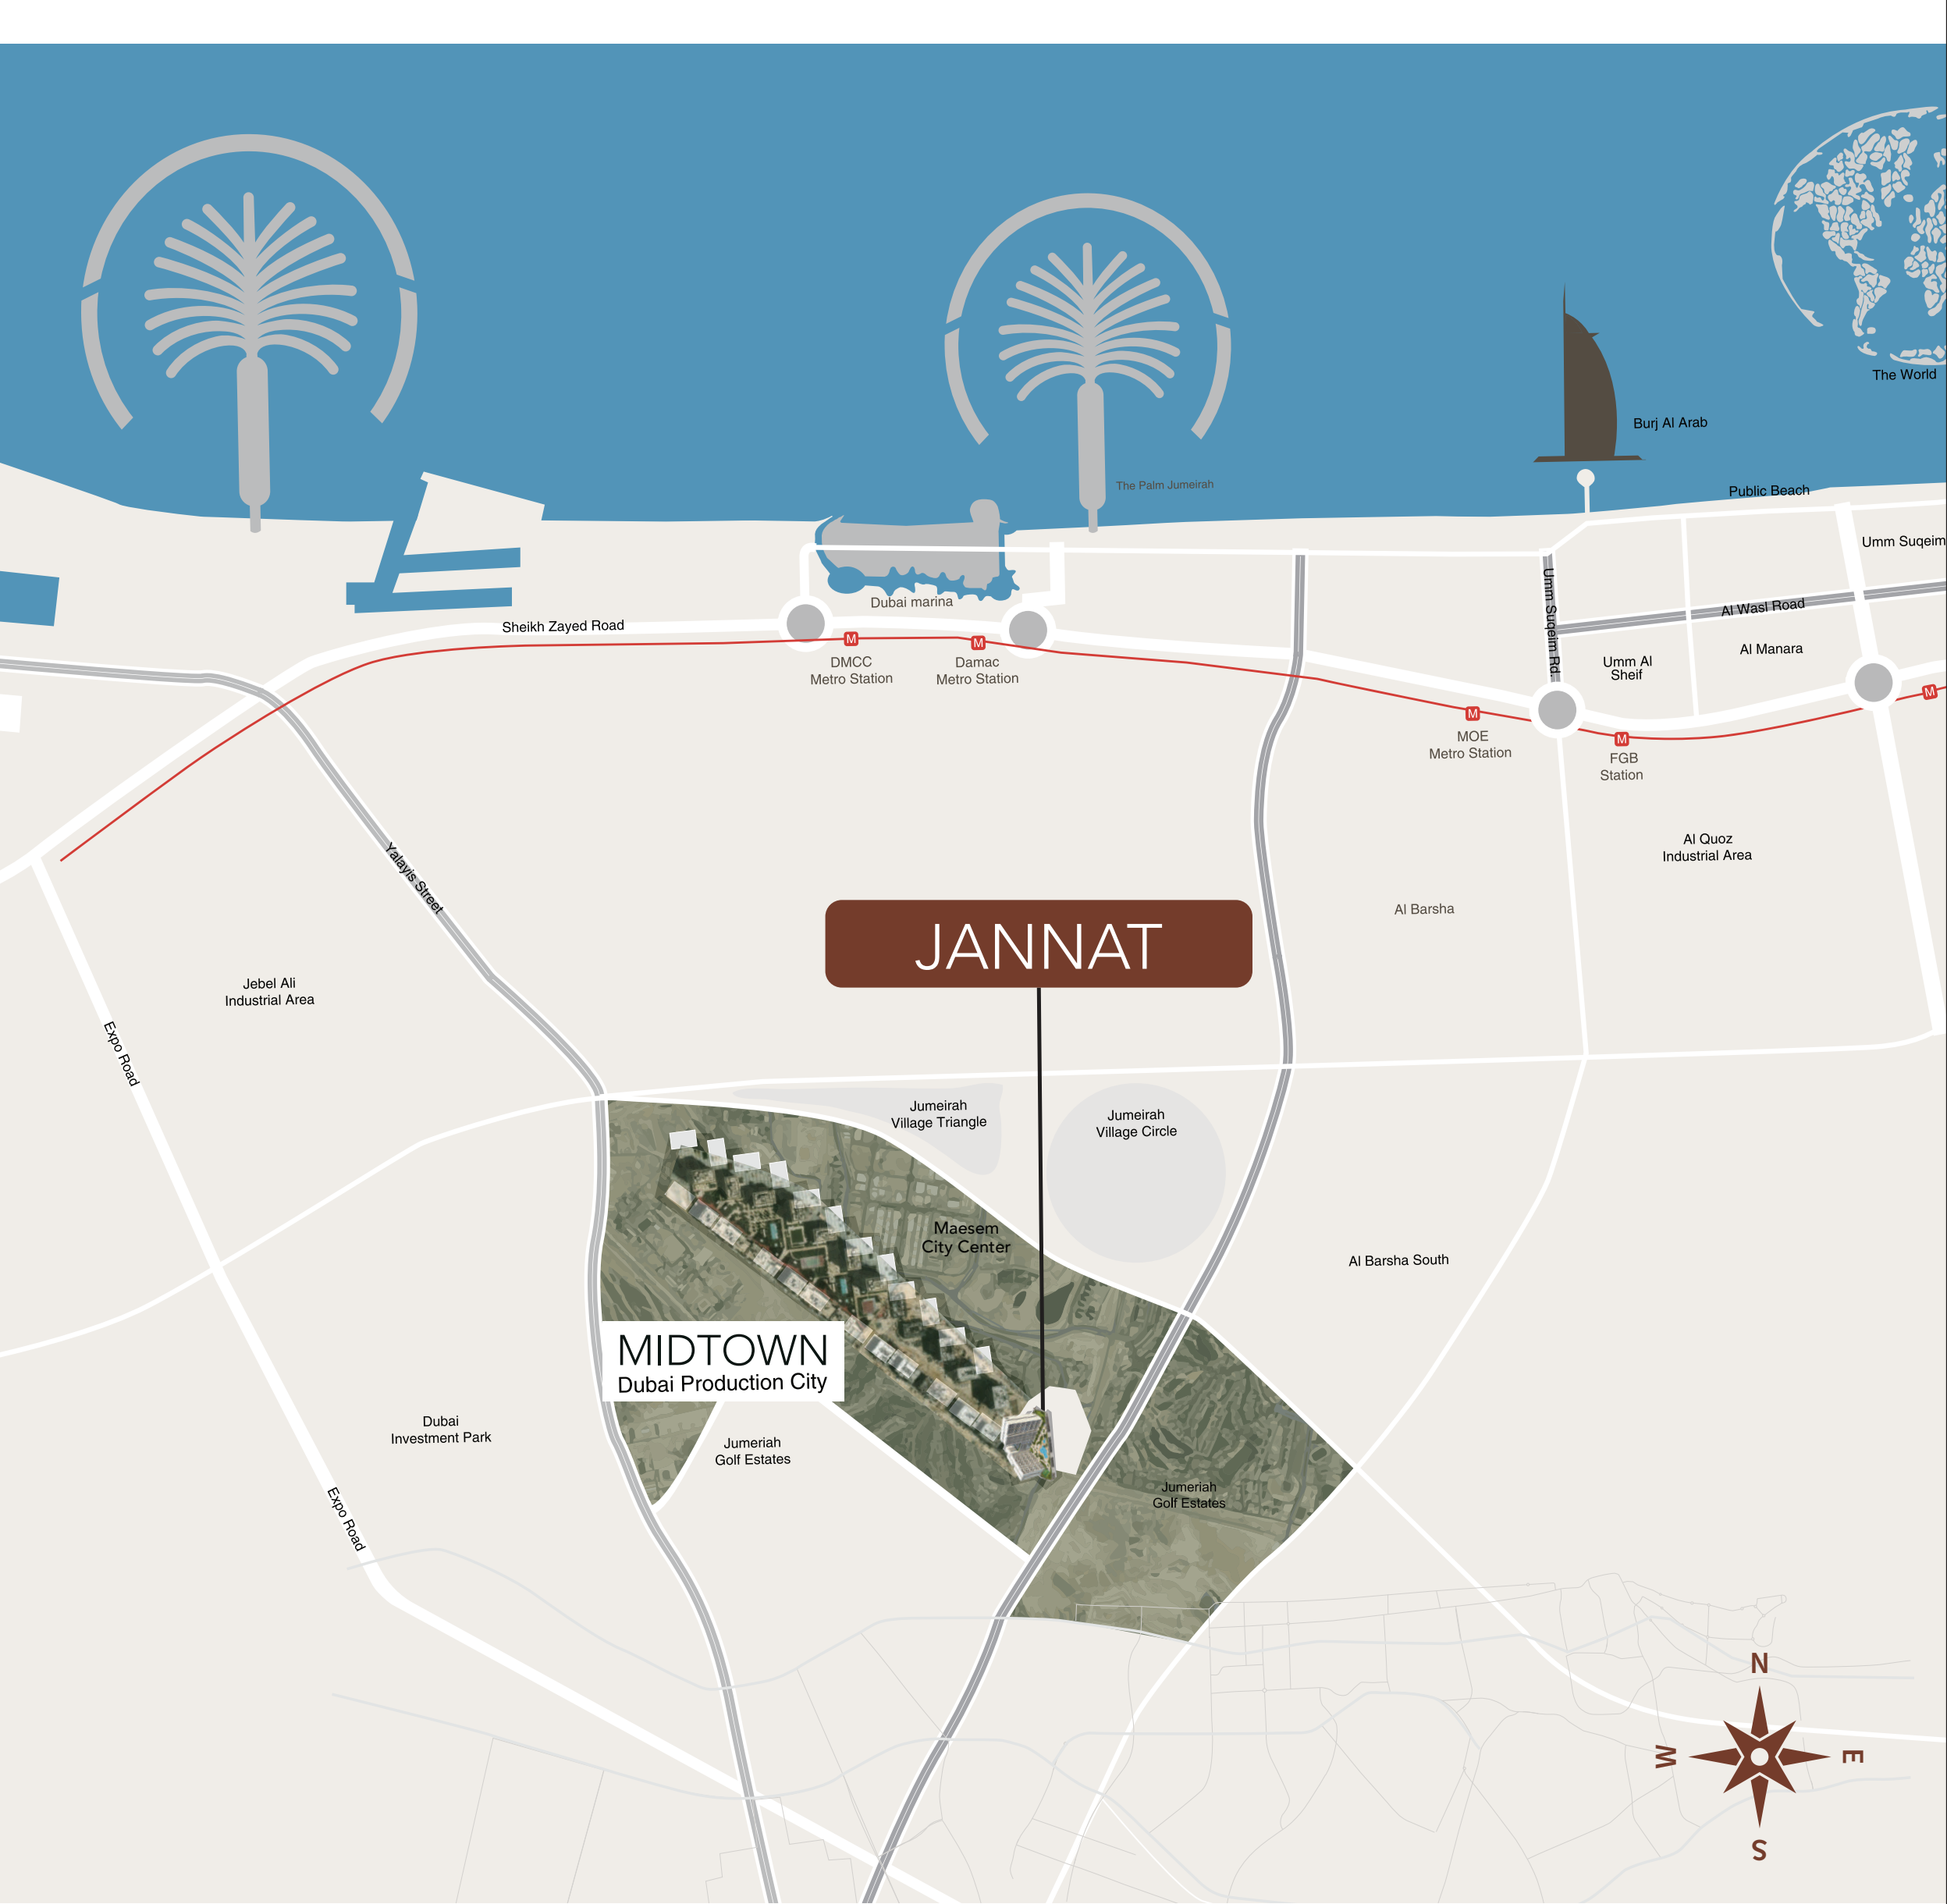 The World
Burj Al Arab
The Palm Jumeirah
Public Beach
Umm Suqeim
Dubai marina
Sheikh Zayed Road
Umm Suqeim Rd.
Al Wasl Road
Al Manara
Umm Al
Sheif
M
M
M
M
M
DMCC
Metro Station
Damac
Metro Station
MOE
Metro Station
FGB
Station
Yalayis Street
Al Quoz
Industrial Area
Al Barsha
JANNAT
Jebel Ali
Industrial Area
Expo Road
Jumeirah
Village Triangle
Jumeirah
Village Circle
Maesem
City Center
Al Barsha South
MIDTOWN
Dubai Production City
Dubai
Investment Park
Jumeriah
Golf Estates
Jumeriah
Golf Estates
Expo Road
N
W
E
S